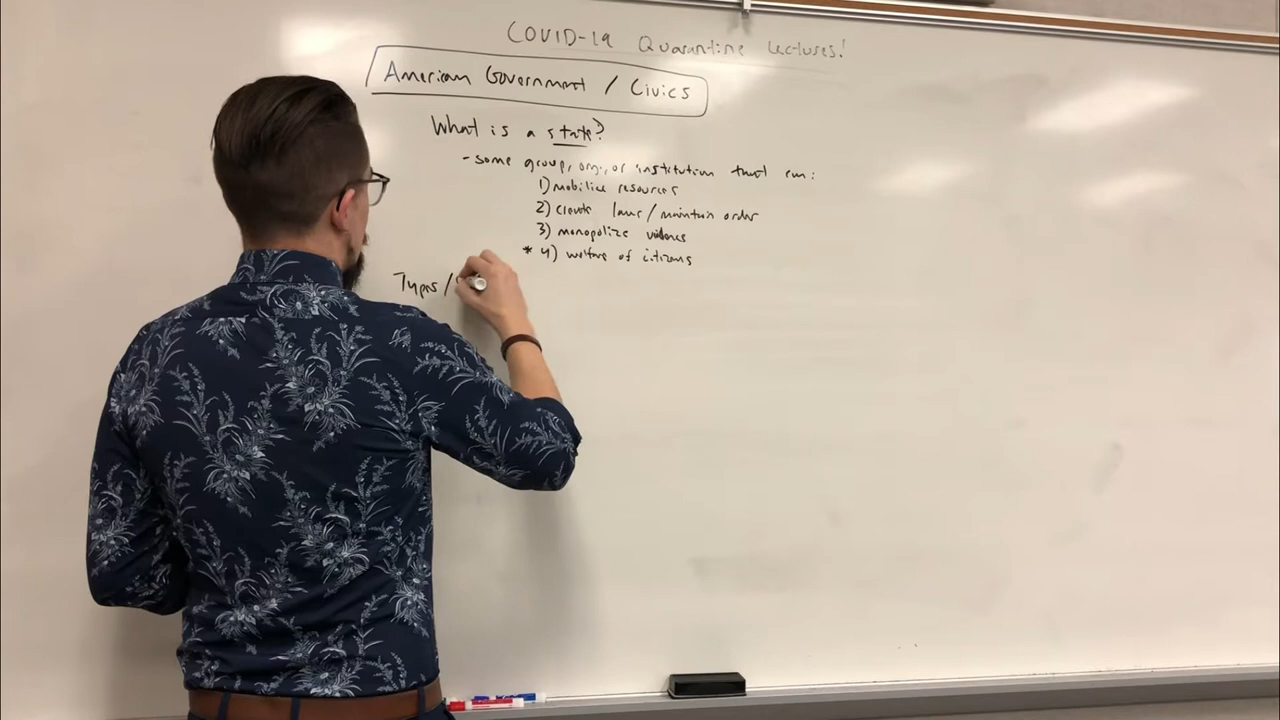 COVID-19 Quarantine Lectures!
American Government / Civics
What is a state?
- some group, org., or institution that can:
1) mobilize resources
2) create laws/maintain order
3) monopolize violence
* 4) welfare of citizens
Types/